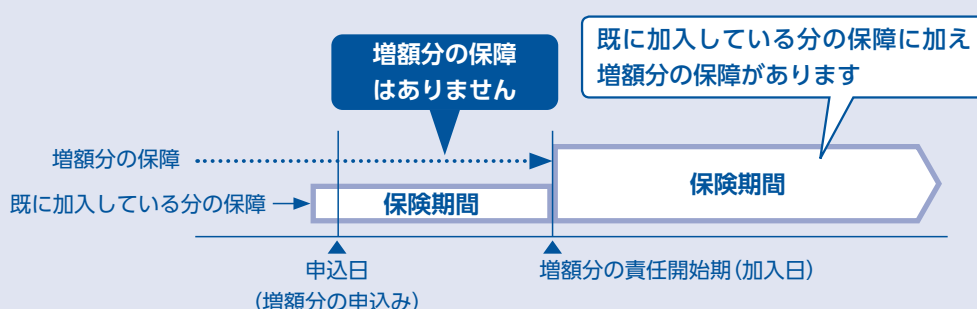 増額分の保障
はありません
既に加入している分の保障に加え
増額分の保障があります
増額分の保障
既に加入している分の保障
保険期間
保険期間
申込日
(増額分の申込み)
増額分の責任開始期(加入日)